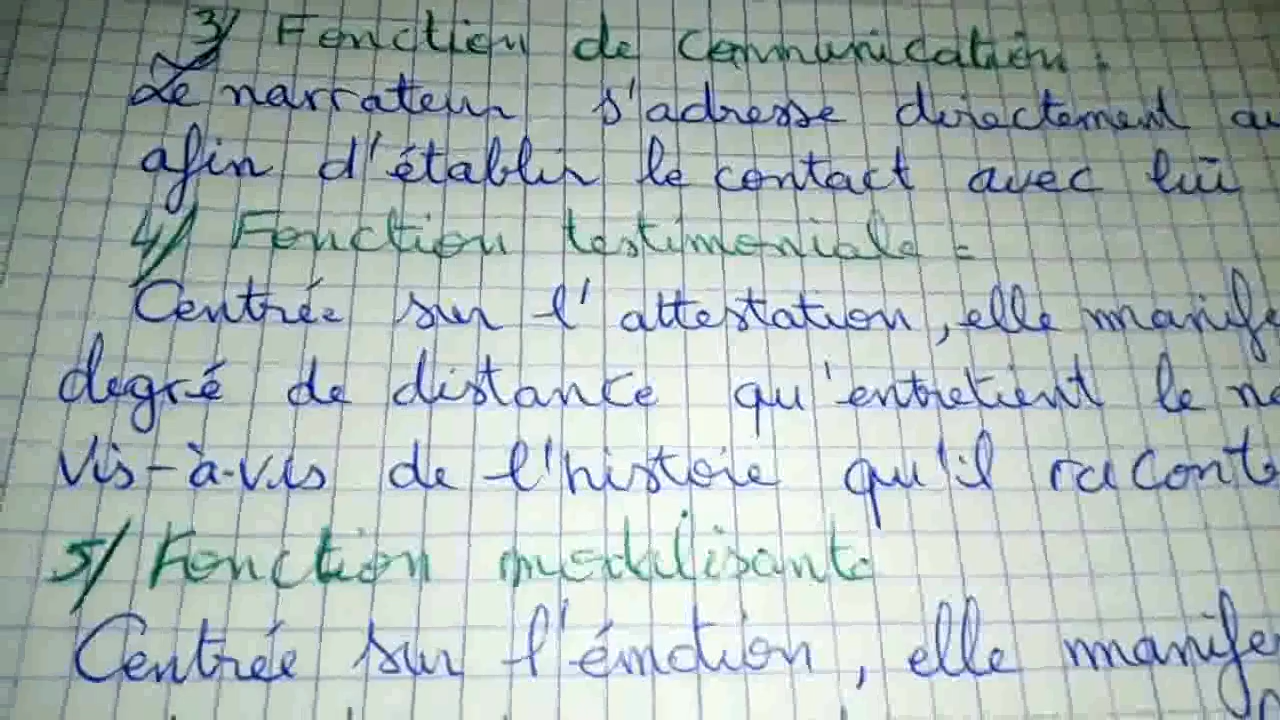 3/ Fonction de communication :
Le narrateur s'adresse directement au
afin d'établir le contact avec lui
4/ Fonction testimoniale :
Centrée sur l'attestation, elle manife
degré de distance qu'entretient le na
Vis-à-vis de l'histoie qu'il raconte
5/ Fonction modalisante
Centrée sur l'émotion, elle manife